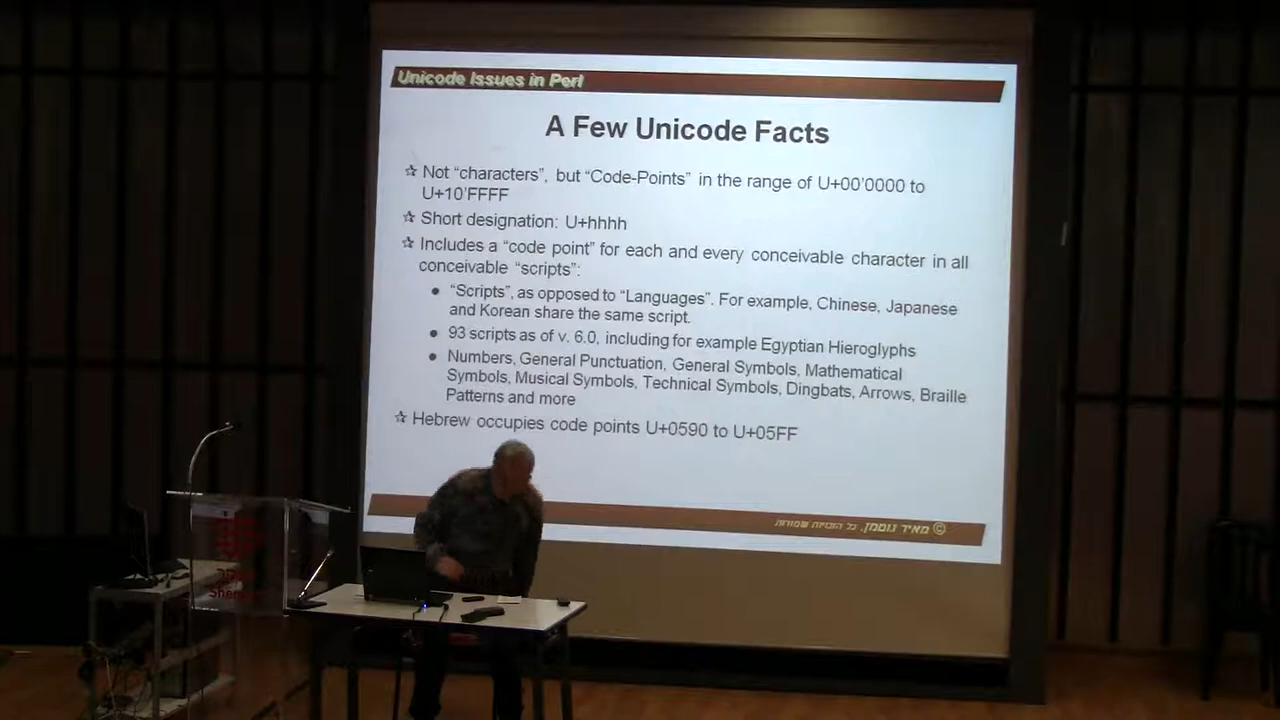 Unicode Issues in Perl
A Few Unicode Facts
Not “characters”, but “Code-Points” in the range of U+00'0000 to
U+10'FFFF
Short designation: U+hhhh
Includes a “code point” for each and every conceivable character in all
conceivable “scripts”:
“Scripts”, as opposed to “Languages”. For example, Chinese, Japanese
and Korean share the same script.
93 scripts as of v. 6.0, including for example Egyptian Hieroglyphs
Numbers, General Punctuation, General Symbols, Mathematical
Symbols, Musical Symbols, Technical Symbols, Dingbats, Arrows, Braille
Patterns and more
Hebrew occupies code points U+0590 to U+05FF
© מאיר גוטמן, כל הזכויות שמורות